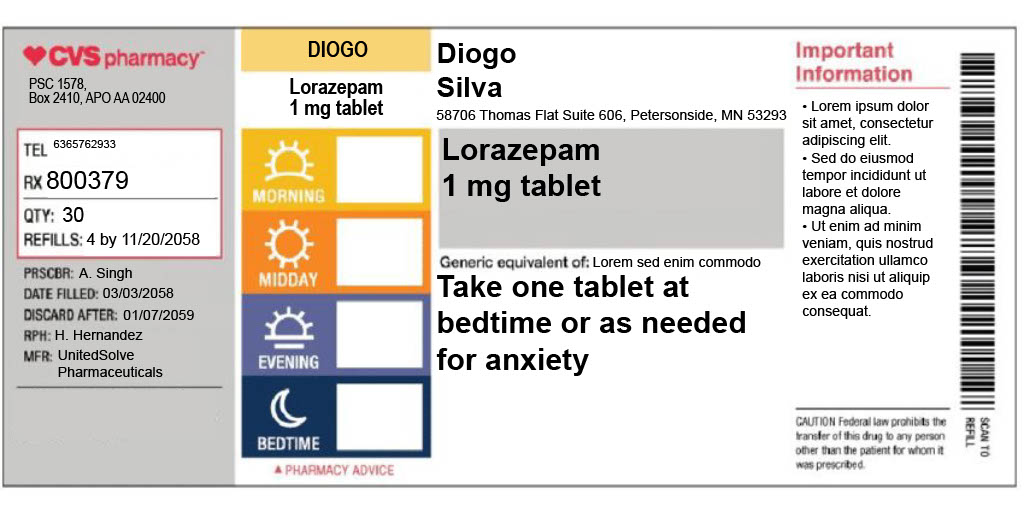 CVS pharmacy
PSC 1578,
Box 2410, APO AA 02400
TEL 6365762933
RX 800379
QTY: 30
REFILLS: 4 by 11/20/2058
PRSCBR: A. Singh
DATE FILLED: 03/03/2058
DISCARD AFTER: 01/07/2059
RPH: H. Hernandez
MFR: UnitedSolve
Pharmaceuticals
DIOGO
Lorazepam
1 mg tablet
MORNING
MIDDAY
EVENING
BEDTIME
▲ PHARMACY ADVICE
Diogo
Silva
58706 Thomas Flat Suite 606, Petersonside, MN 53293
Lorazepam
1 mg tablet
Generic equivalent of: Lorem sed enim commodo
Take one tablet at
bedtime or as needed
for anxiety
Important
Information
• Lorem ipsum dolor
sit amet, consectetur
adipiscing elit.
• Sed do eiusmod
tempor incididunt ut
labore et dolore
magna aliqua.
• Ut enim ad minim
veniam, quis nostrud
exercitation ullamco
laboris nisi ut aliquip
ex ea commodo
consequat.
CAUTION Federal law prohibits the
transfer of this drug to any person
other than the patient for whom it
was prescribed.
SCAN TO
REFILL